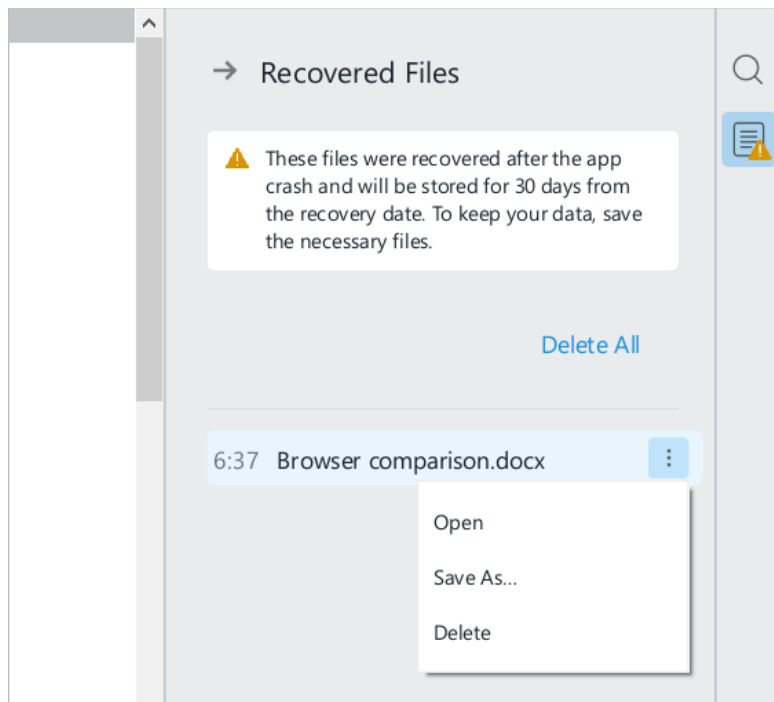 Recovered Files
These files were recovered after the app
crash and will be stored for 30 days from
the recovery date. To keep your data, save
the necessary files.
Delete All
6:37 Browser comparison.docx
Open
Save As...
Delete